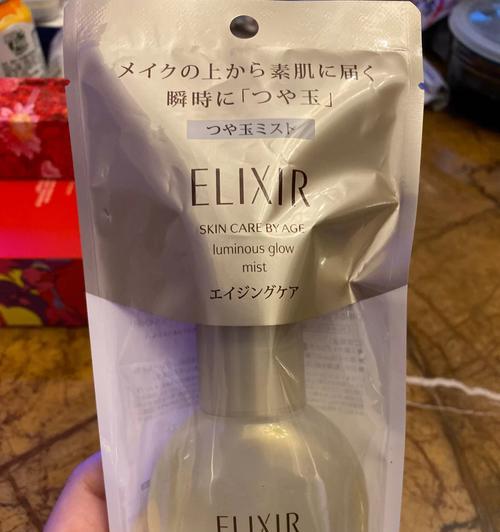 メイクの上から素肌に届く
瞬時に「つや玉」
つや玉ミスト
ELIXIR
SKIN CARE BY AGE
luminous glow
mist
エイジングケア
ELIXIR